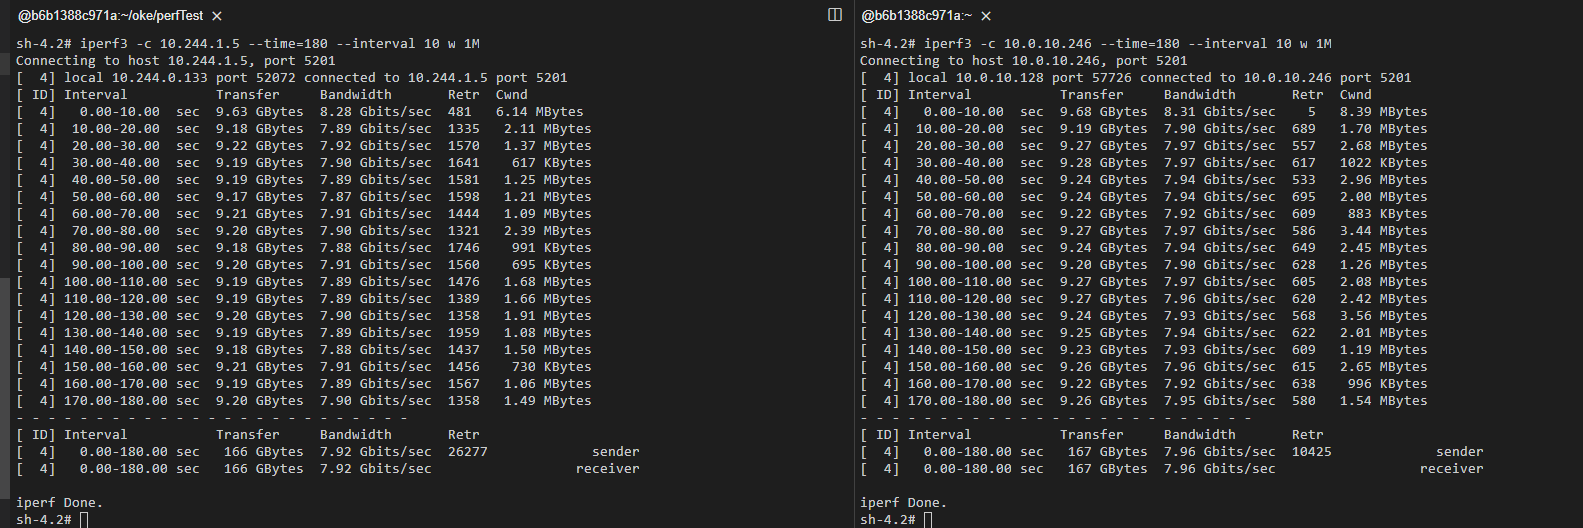 @b6b1388c971a:~/oke/perfTest ×
sh-4.2# iperf3 -c 10.244.1.5 --time=180 --interval 10 w 1M
Connecting to host 10.244.1.5, port 5201
[  4] local 10.244.0.133 port 52072 connected to 10.244.1.5 port 5201
[ ID] Interval           Transfer     Bandwidth       Retr  Cwnd
[  4]   0.00-10.00  sec  9.63 GBytes  8.28 Gbits/sec  481   6.14 MBytes
[  4]  10.00-20.00  sec  9.18 GBytes  7.89 Gbits/sec  1335   2.11 MBytes
[  4]  20.00-30.00  sec  9.22 GBytes  7.92 Gbits/sec  1570   1.37 MBytes
[  4]  30.00-40.00  sec  9.19 GBytes  7.90 Gbits/sec  1641    617 KBytes
[  4]  40.00-50.00  sec  9.19 GBytes  7.89 Gbits/sec  1581   1.25 MBytes
[  4]  50.00-60.00  sec  9.17 GBytes  7.87 Gbits/sec  1598   1.21 MBytes
[  4]  60.00-70.00  sec  9.21 GBytes  7.91 Gbits/sec  1444   1.09 MBytes
[  4]  70.00-80.00  sec  9.20 GBytes  7.90 Gbits/sec  1321   2.39 MBytes
[  4]  80.00-90.00  sec  9.18 GBytes  7.88 Gbits/sec  1746    991 KBytes
[  4]  90.00-100.00 sec  9.20 GBytes  7.91 Gbits/sec  1560    695 KBytes
[  4] 100.00-110.00 sec  9.19 GBytes  7.89 Gbits/sec  1476   1.68 MBytes
[  4] 110.00-120.00 sec  9.19 GBytes  7.89 Gbits/sec  1389   1.66 MBytes
[  4] 120.00-130.00 sec  9.20 GBytes  7.90 Gbits/sec  1358   1.91 MBytes
[  4] 130.00-140.00 sec  9.19 GBytes  7.89 Gbits/sec  1959   1.08 MBytes
[  4] 140.00-150.00 sec  9.18 GBytes  7.88 Gbits/sec  1437   1.50 MBytes
[  4] 150.00-160.00 sec  9.21 GBytes  7.91 Gbits/sec  1456    730 KBytes
[  4] 160.00-170.00 sec  9.19 GBytes  7.89 Gbits/sec  1567   1.06 MBytes
[  4] 170.00-180.00 sec  9.20 GBytes  7.90 Gbits/sec  1358   1.49 MBytes
- - - - - - - - - - - - - - - - - - - - - - - - -
[ ID] Interval           Transfer     Bandwidth       Retr
[  4]   0.00-180.00 sec   166 GBytes  7.92 Gbits/sec  26277             sender
[  4]   0.00-180.00 sec   166 GBytes  7.92 Gbits/sec                  receiver
iperf Done.
sh-4.2#
@b6b1388c971a:~ ×
sh-4.2# iperf3 -c 10.0.10.246 --time=180 --interval 10 w 1M
Connecting to host 10.0.10.246, port 5201
[  4] local 10.0.10.128 port 57726 connected to 10.0.10.246 port 5201
[ ID] Interval           Transfer     Bandwidth       Retr  Cwnd
[  4]   0.00-10.00  sec  9.68 GBytes  8.31 Gbits/sec    5   8.39 MBytes
[  4]  10.00-20.00  sec  9.19 GBytes  7.90 Gbits/sec  689   1.70 MBytes
[  4]  20.00-30.00  sec  9.27 GBytes  7.97 Gbits/sec  557   2.68 MBytes
[  4]  30.00-40.00  sec  9.28 GBytes  7.97 Gbits/sec  617   1022 KBytes
[  4]  40.00-50.00  sec  9.24 GBytes  7.94 Gbits/sec  533   2.96 MBytes
[  4]  50.00-60.00  sec  9.24 GBytes  7.94 Gbits/sec  695   2.00 MBytes
[  4]  60.00-70.00  sec  9.22 GBytes  7.92 Gbits/sec  609    883 KBytes
[  4]  70.00-80.00  sec  9.27 GBytes  7.97 Gbits/sec  586   3.44 MBytes
[  4]  80.00-90.00  sec  9.24 GBytes  7.94 Gbits/sec  649   2.45 MBytes
[  4]  90.00-100.00 sec  9.20 GBytes  7.90 Gbits/sec  628   1.26 MBytes
[  4] 100.00-110.00 sec  9.27 GBytes  7.97 Gbits/sec  605   2.08 MBytes
[  4] 110.00-120.00 sec  9.27 GBytes  7.96 Gbits/sec  620   2.42 MBytes
[  4] 120.00-130.00 sec  9.24 GBytes  7.93 Gbits/sec  568   3.56 MBytes
[  4] 130.00-140.00 sec  9.25 GBytes  7.94 Gbits/sec  622   2.01 MBytes
[  4] 140.00-150.00 sec  9.23 GBytes  7.93 Gbits/sec  609   1.19 MBytes
[  4] 150.00-160.00 sec  9.26 GBytes  7.96 Gbits/sec  615   2.65 MBytes
[  4] 160.00-170.00 sec  9.22 GBytes  7.92 Gbits/sec  638    996 KBytes
[  4] 170.00-180.00 sec  9.26 GBytes  7.95 Gbits/sec  580   1.54 MBytes
- - - - - - - - - - - - - - - - - - - - - - - - -
[ ID] Interval           Transfer     Bandwidth       Retr
[  4]   0.00-180.00 sec   167 GBytes  7.96 Gbits/sec  10425             sender
[  4]   0.00-180.00 sec   167 GBytes  7.96 Gbits/sec                  receiver
iperf Done.
sh-4.2#